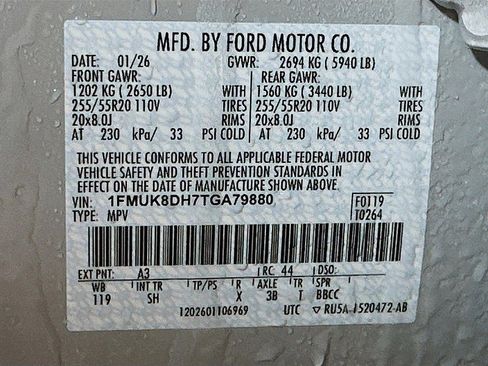 MFD. BY FORD MOTOR CO.
DATE: 01/26 GVWR: 2694 KG ( 5940 LB)
FRONT GAWR: REAR GAWR:
1202 KG ( 2650 LB) WITH 1560 KG ( 3440 LB) WITH
255/55R20 110V TIRES 255/55R20 110V TIRES
20x8.0J RIMS 20x8.0J RIMS
AT 230 kPa/ 33 PSI COLD AT 230 kPa/ 33 PSI COLD
THIS VEHICLE CONFORMS TO ALL APPLICABLE FEDERAL MOTOR
VEHICLE SAFETY AND THEFT PREVENTION STANDARDS IN
EFFECT ON THE DATE OF MANUFACTURE SHOWN ABOVE.
VIN: 1FMUK8DH7TGA79880 F0119
TYPE: MPV T0264
EXT PNT: A3 RC: 44 DSO:
WB INT TR TP/PS R AXLE TR SPR
119 SH X 3B T BBCC
1202601106969 UTC ▽ RU5A-1520472-AB